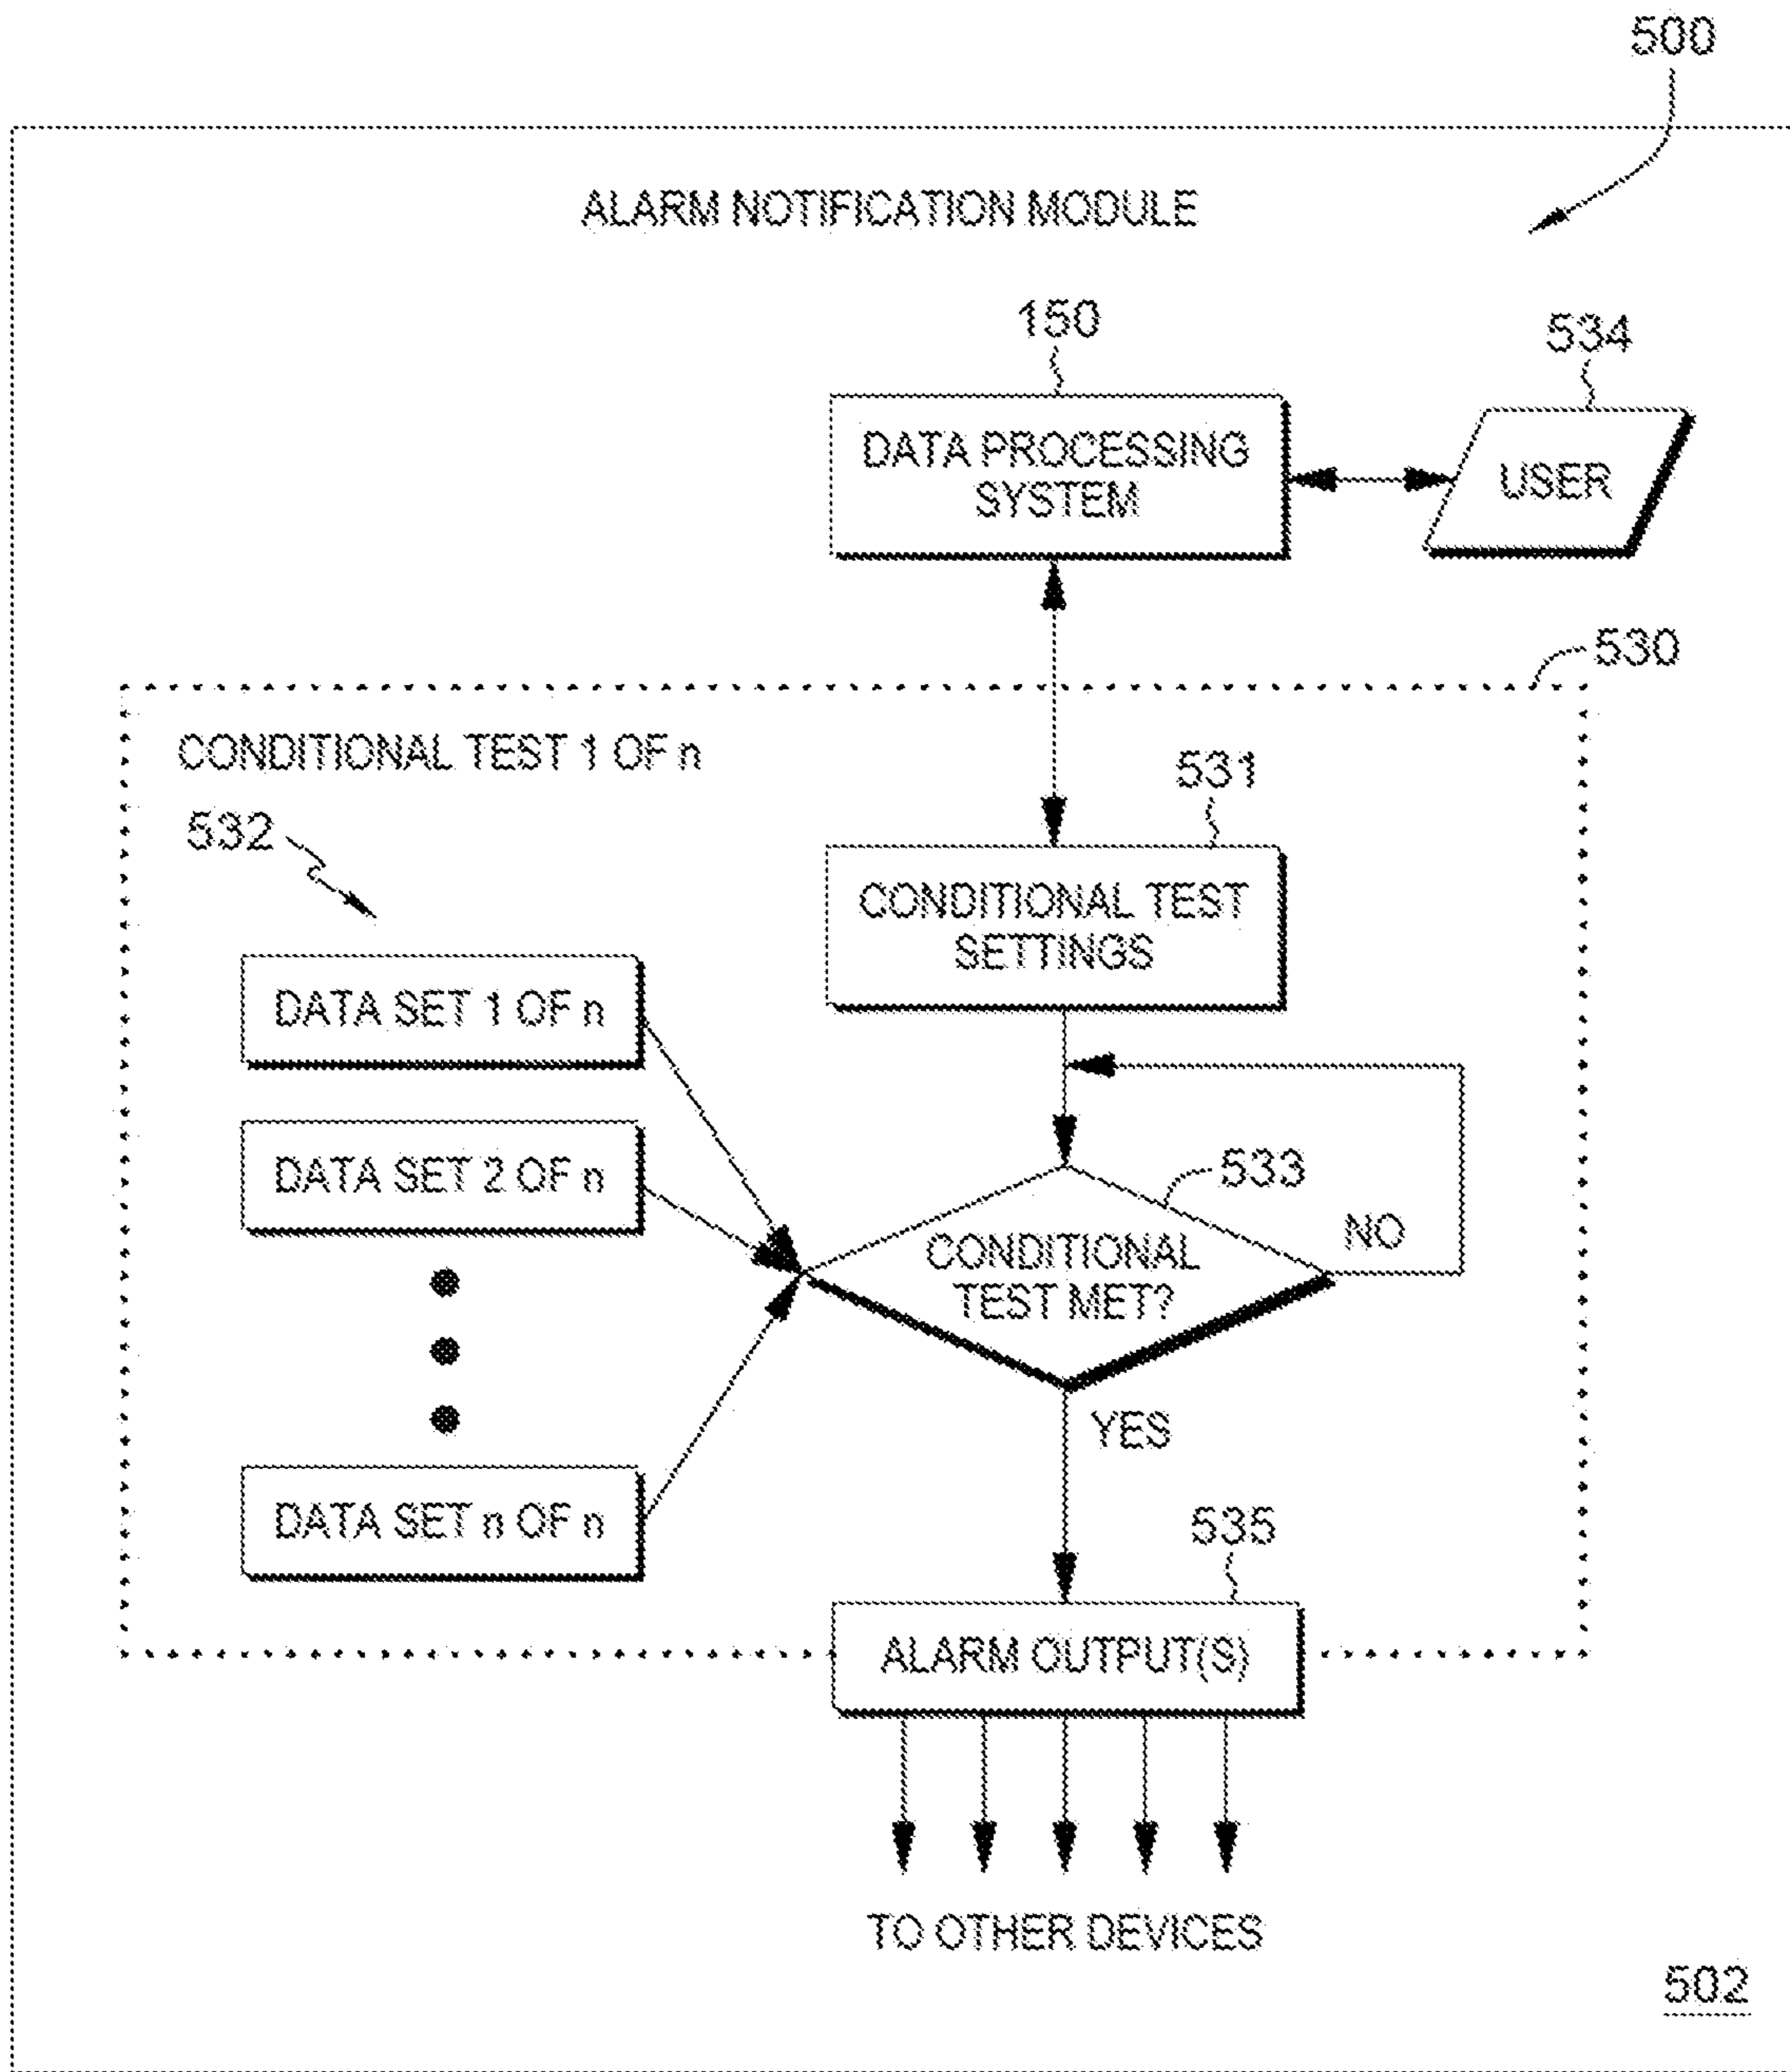 500
ALARM NOTIFICATION MODULE
150
534
DATA PROCESSING
SYSTEM
USER
530
CONDITIONAL TEST 1 OF n
531
532
CONDITIONAL TEST
SETTINGS
DATA SET 1 OF n
DATA SET 2 OF n
533
NO
CONDITIONAL
TEST MET?
YES
DATA SET n OF n
535
ALARM OUTPUT(S)
TO OTHER DEVICES
502